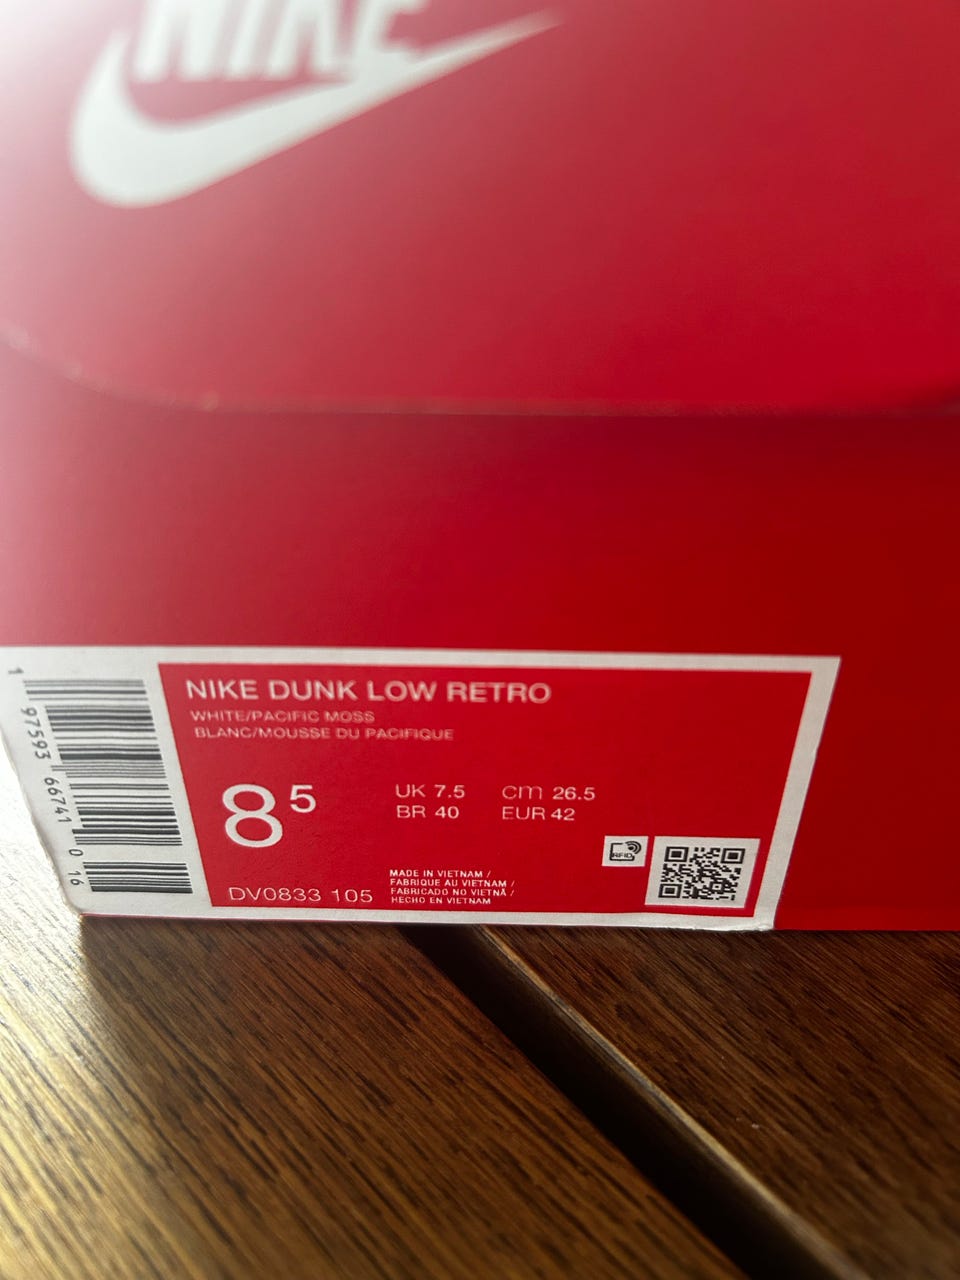 NIKE
NIKE DUNK LOW RETRO
WHITE/PACIFIC MOSS
BLANC/MOUSSE DU PACIFIQUE
8 5
UK 7.5 cm 26.5
BR 40 EUR 42
RFID
DV0833 105
MADE IN VIETNAM /
FABRIQUE AU VIETNAM /
FABRICADO NO VIETNÃ /
HECHO EN VIETNAM
1 97593 66741 0 16